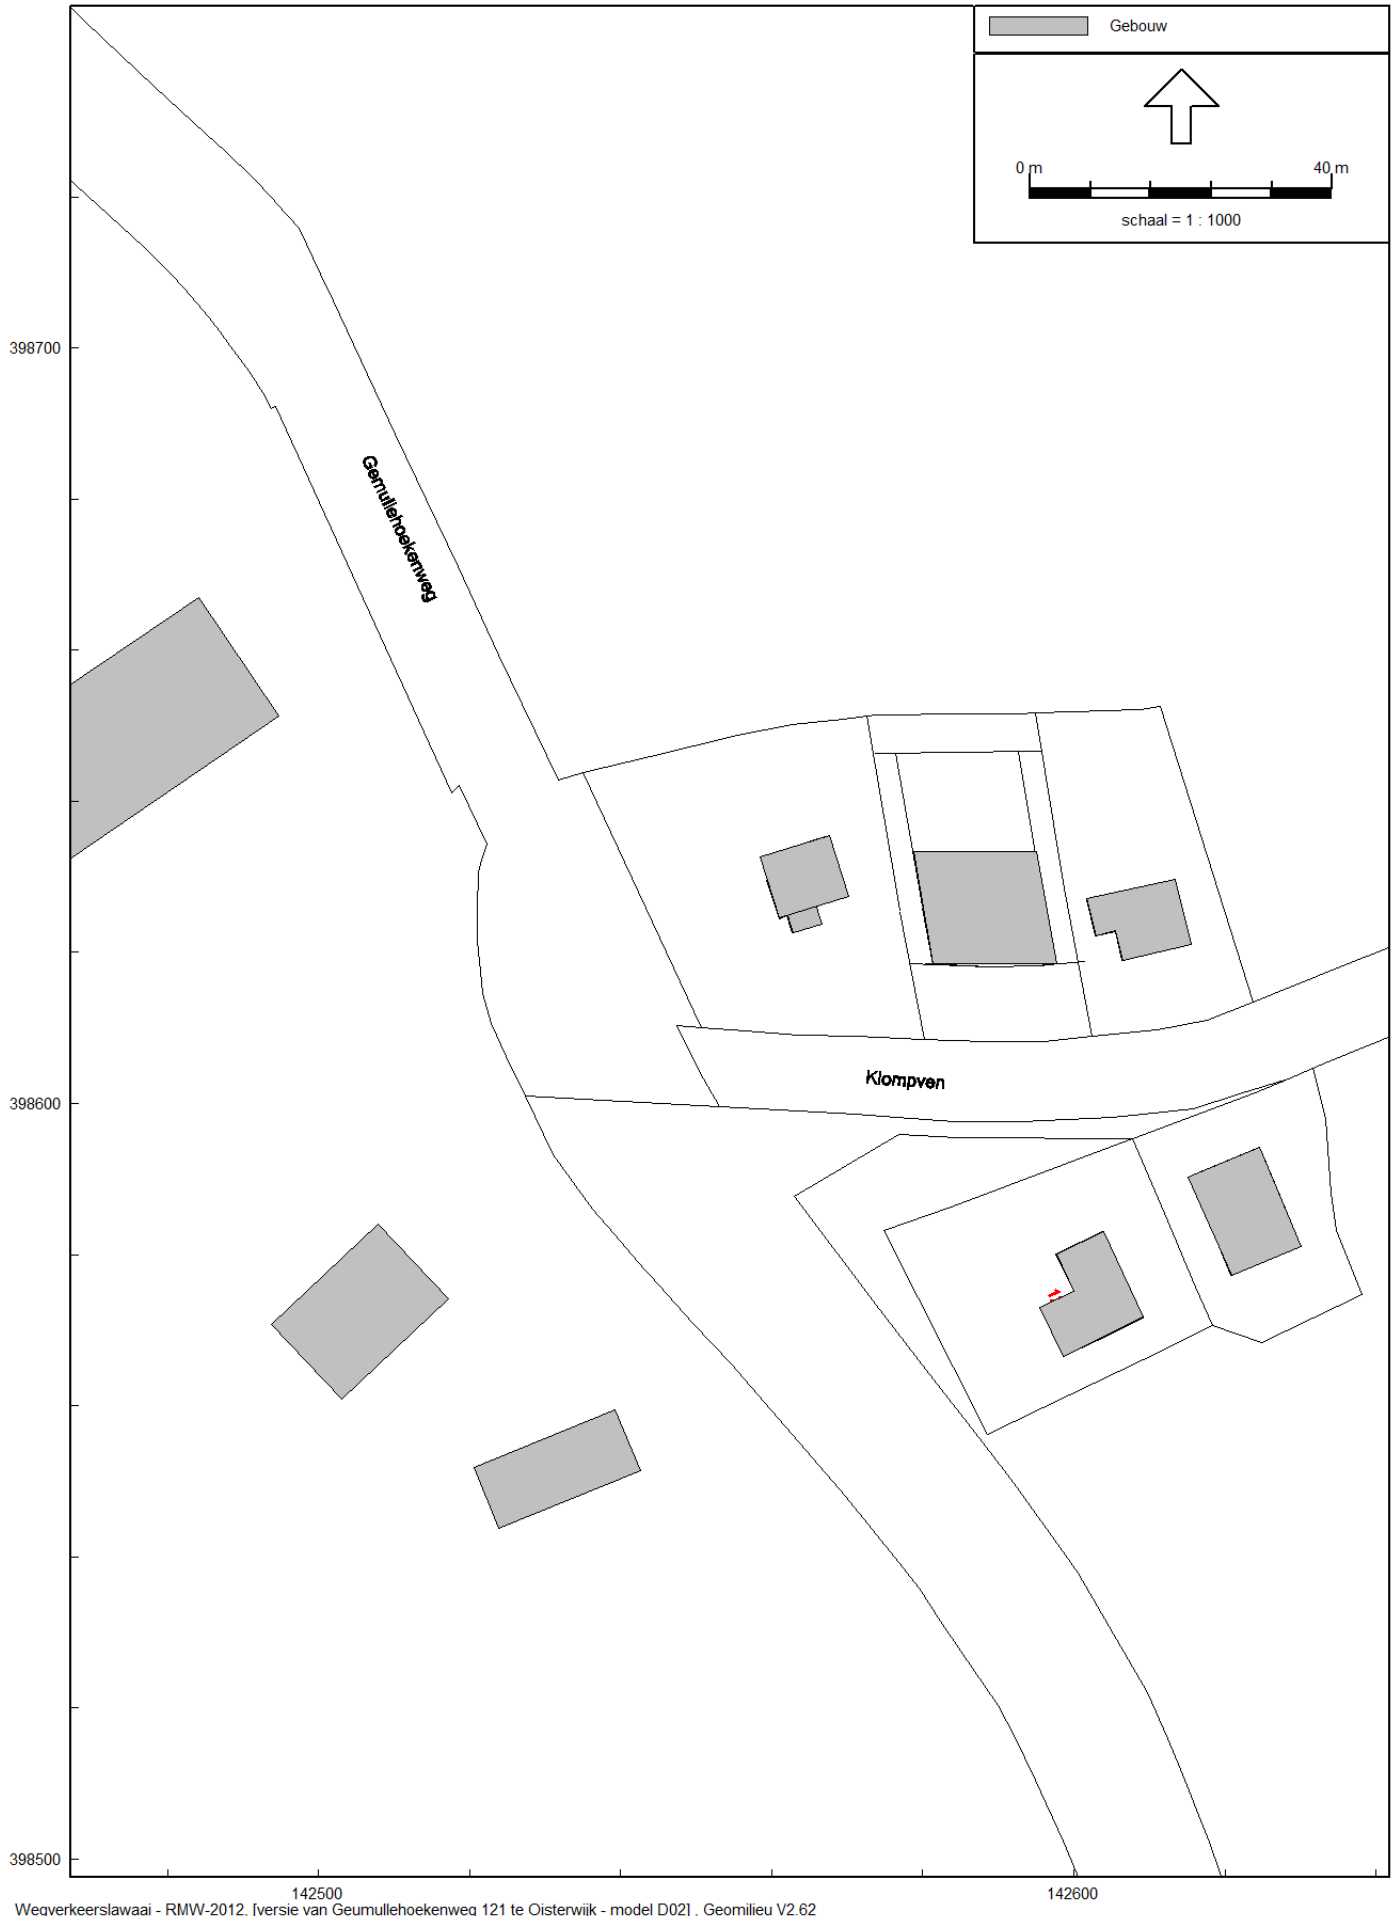 Gebouw
0 m 40 m
schaal = 1 : 1000
398700
Gemullehoekenweg
Klompven
398600
1
398500
142500 142600
Wegverkeerslawaai - RMW-2012, [versie van Geumullehoekenweg 121 te Oisterwijk - model D02] , Geomilieu V2.62